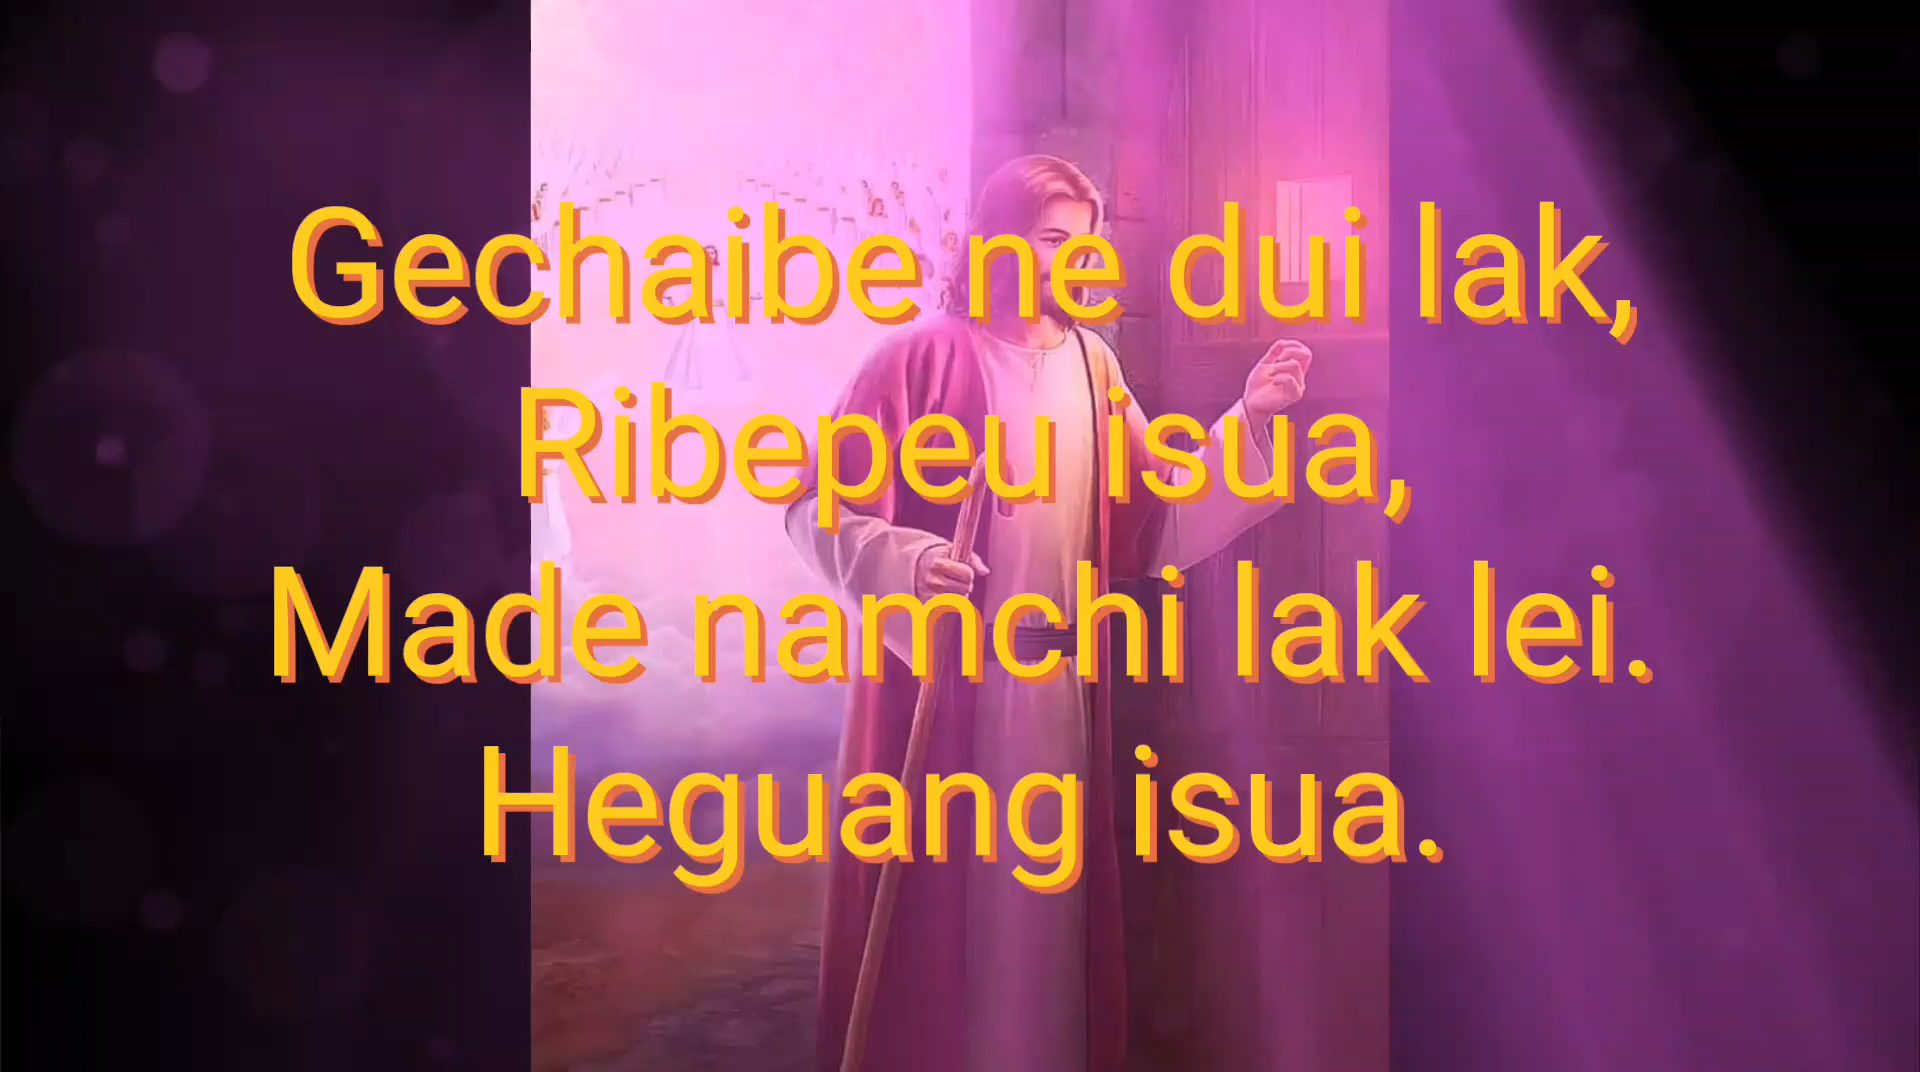 Gechaibe ne dui lak,
Ribepeu isua,
Made namchi lak lei.
Heguang isua.